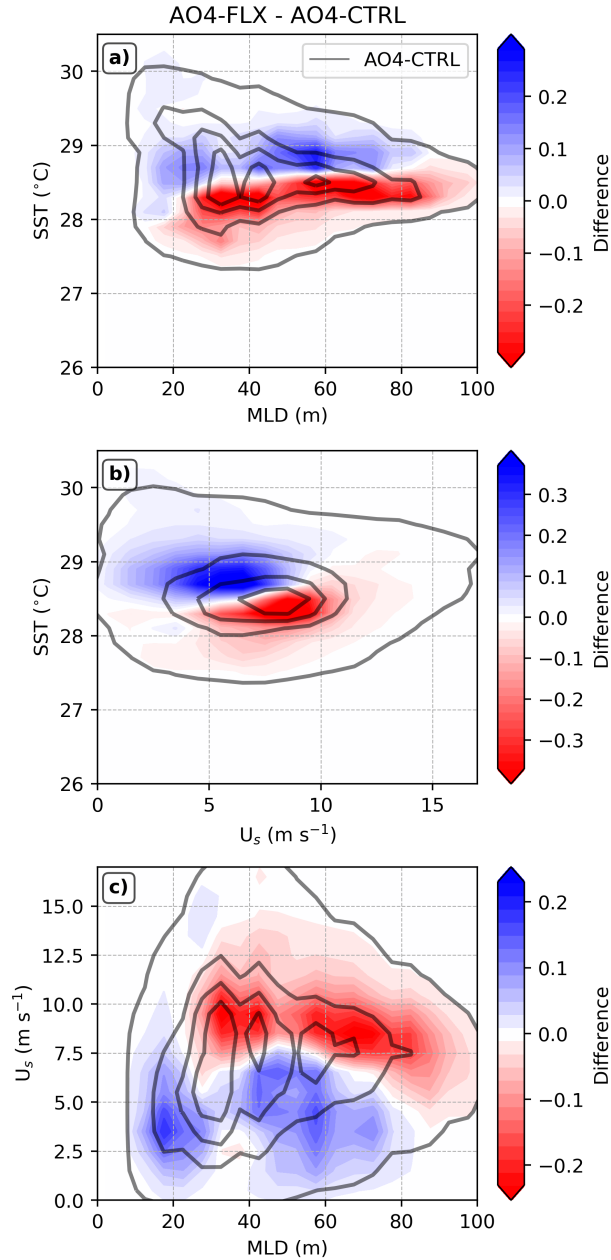 AO4-FLX - AO4-CTRL
a)
AO4-CTRL
30
29
28
27
26
SST (°C)
0 20 40 60 80 100
MLD (m)
0.2
0.1
0.0
−0.1
−0.2
Difference
b)
30
29
28
27
26
SST (°C)
0 5 10 15
Uₛ (m s⁻¹)
0.3
0.2
0.1
0.0
−0.1
−0.2
−0.3
Difference
c)
15.0
12.5
10.0
7.5
5.0
2.5
0.0
Uₛ (m s⁻¹)
0 20 40 60 80 100
MLD (m)
0.2
0.1
0.0
−0.1
−0.2
Difference